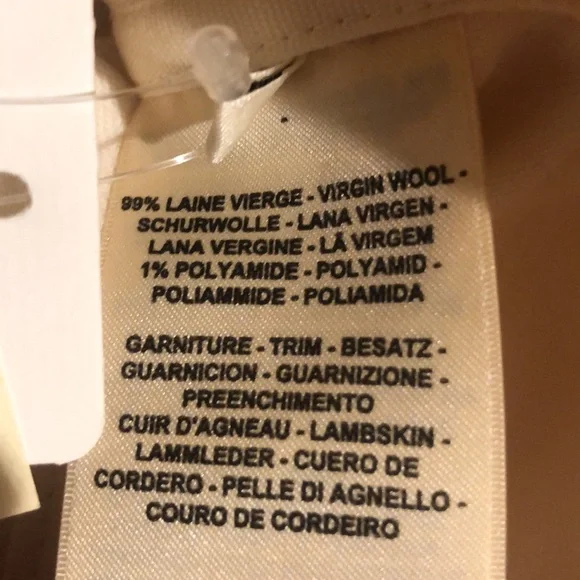 99% LAINE VIERGE - VIRGIN WOOL -
SCHURWOLLE - LANA VIRGEN -
LANA VERGINE - LÃ VIRGEM
1% POLYAMIDE - POLYAMID -
POLIAMMIDE - POLIAMIDA
GARNITURE - TRIM - BESATZ -
GUARNICION - GUARNIZIONE -
PREENCHIMENTO
CUIR D'AGNEAU - LAMBSKIN -
LAMMLEDER - CUERO DE
CORDERO - PELLE DI AGNELLO -
COURO DE CORDEIRO